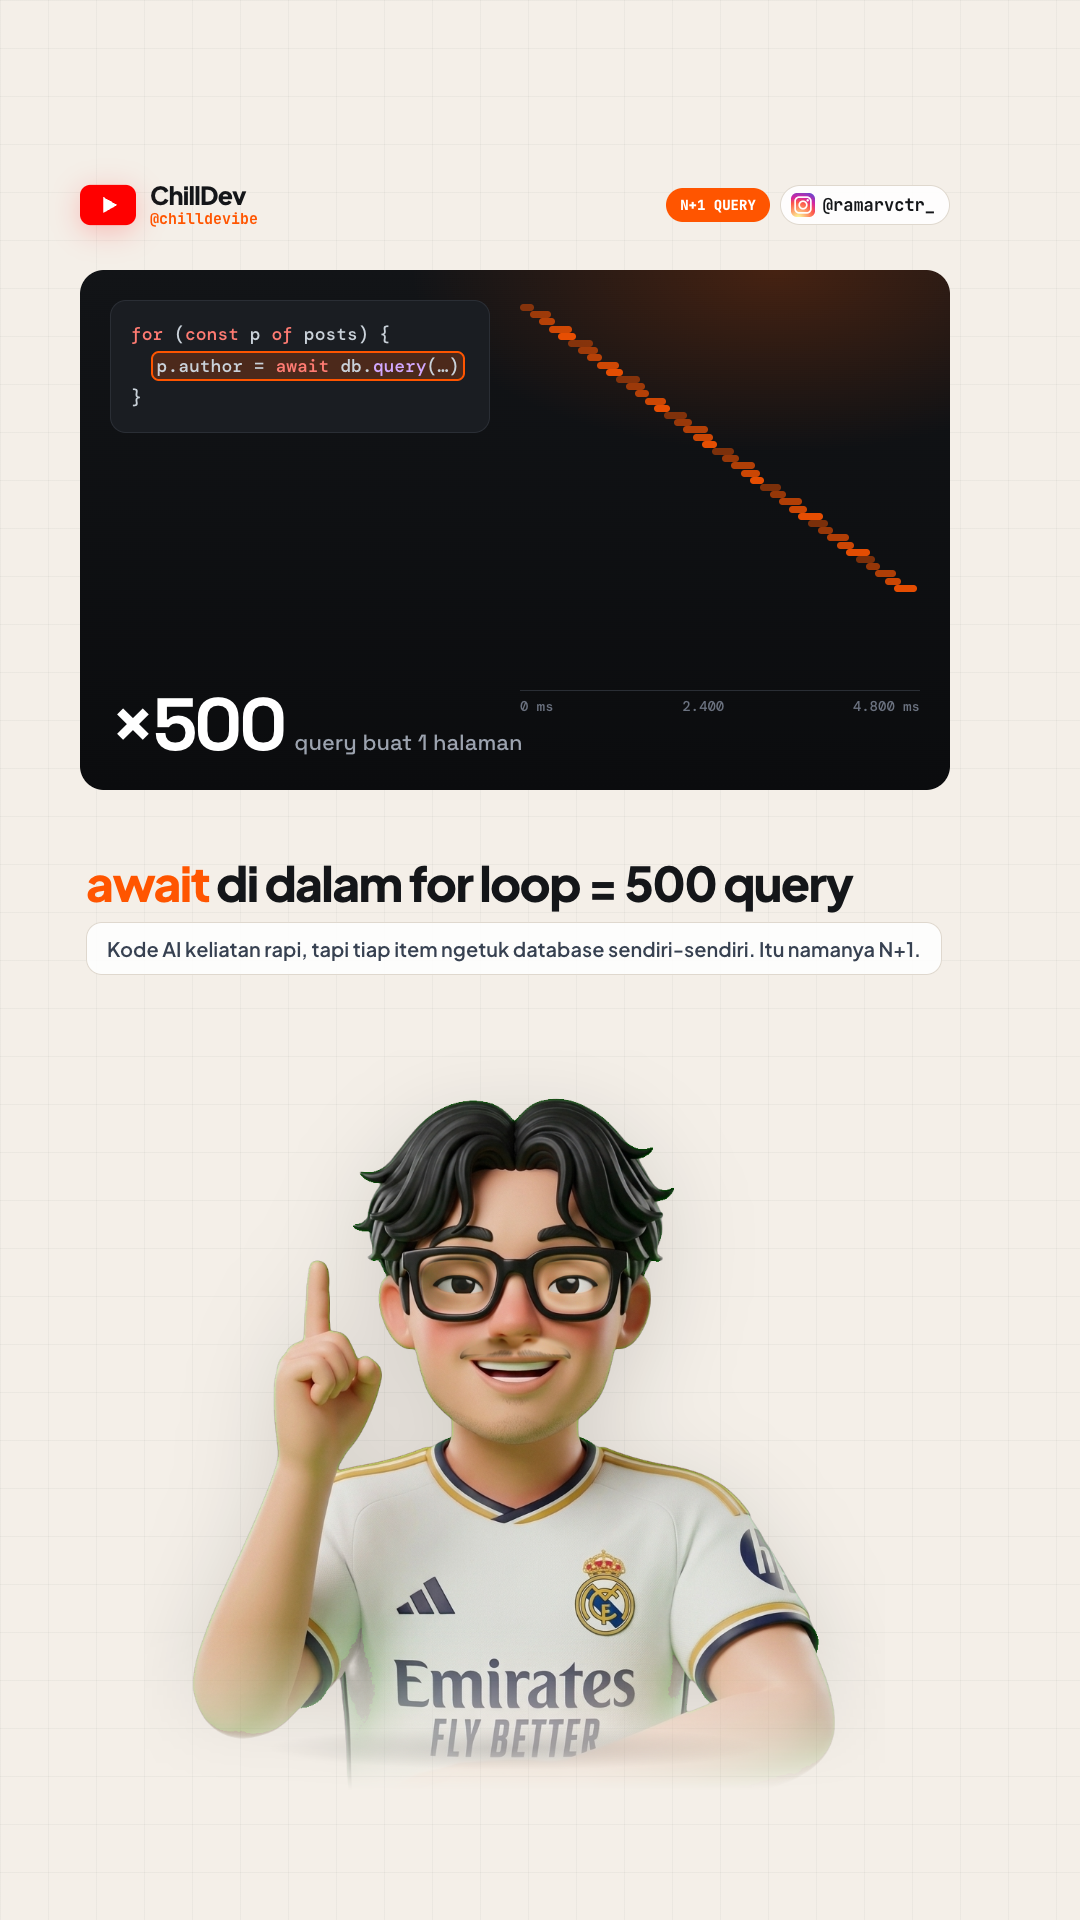 ChillDev
@chilldevibe
N+1 QUERY
@ramarvctr_
for (const p of posts) {
p.author = await db.query(…)
}
×500 query buat 1 halaman
0 ms 2.400 4.800 ms
await di dalam for loop = 500 query
Kode AI keliatan rapi, tapi tiap item ngetuk database sendiri-sendiri. Itu namanya N+1.
hp
Emirates
FLY BETTER